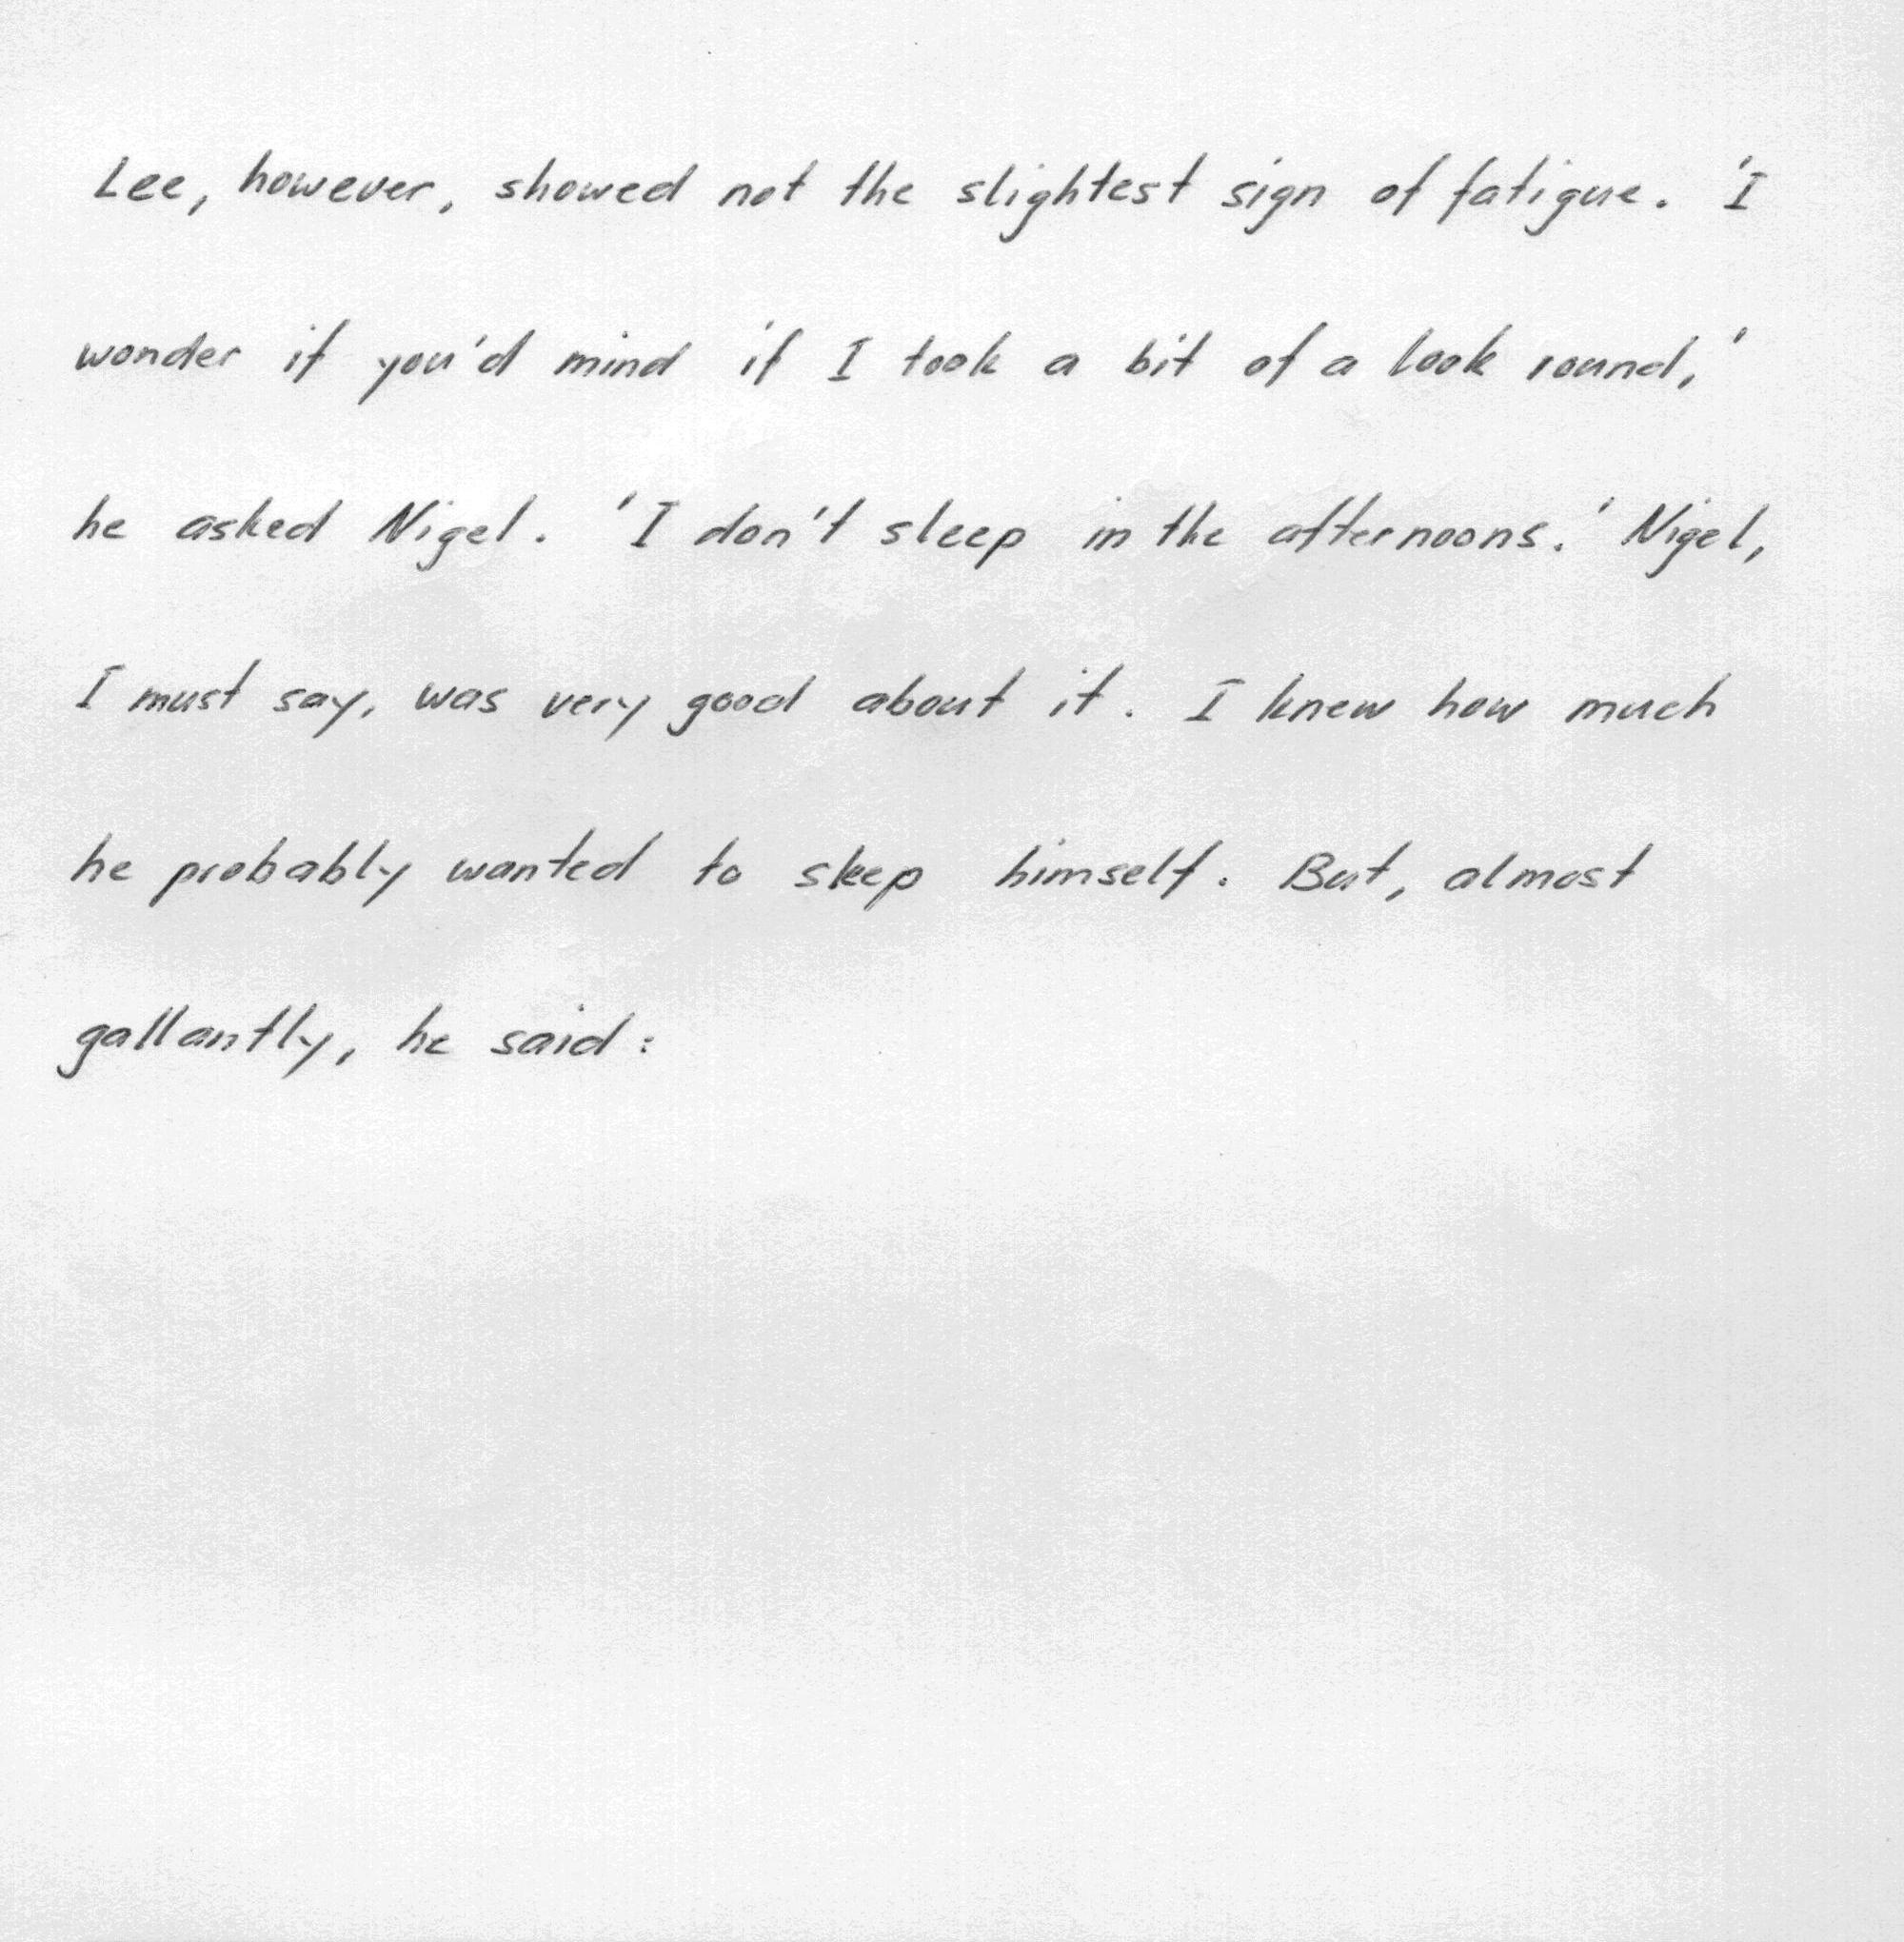 Lee, however, showed not the slightest sign of fatigue. 'I
wonder if you'd mind if I took a bit of a look round,'
he asked Nigel. 'I don't sleep in the afternoons.' Nigel,
I must say, was very good about it. I knew how much
he probably wanted to sleep himself. But, almost
gallantly, he said: